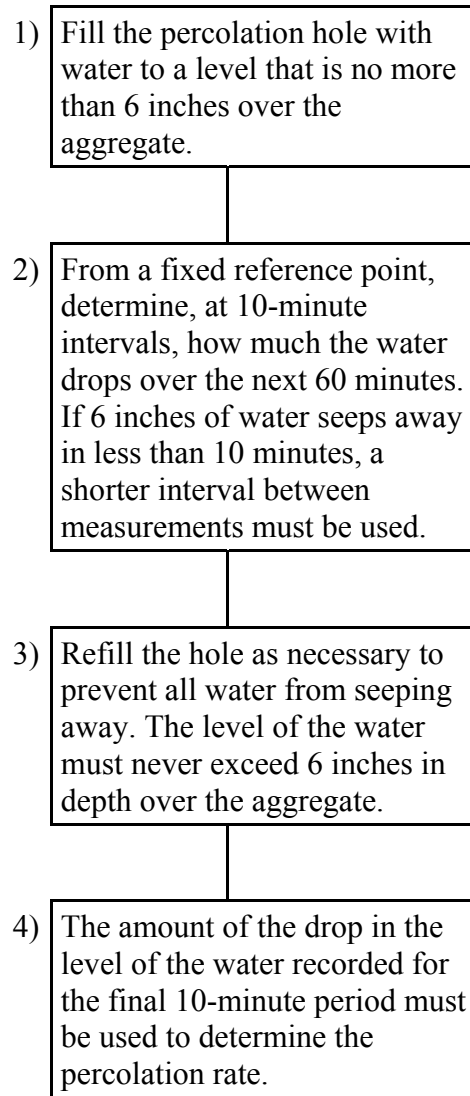 1) Fill the percolation hole with
water to a level that is no more
than 6 inches over the
aggregate.
2) From a fixed reference point,
determine, at 10-minute
intervals, how much the water
drops over the next 60 minutes.
If 6 inches of water seeps away
in less than 10 minutes, a
shorter interval between
measurements must be used.
3) Refill the hole as necessary to
prevent all water from seeping
away. The level of the water
must never exceed 6 inches in
depth over the aggregate.
4) The amount of the drop in the
level of the water recorded for
the final 10-minute period must
be used to determine the
percolation rate.